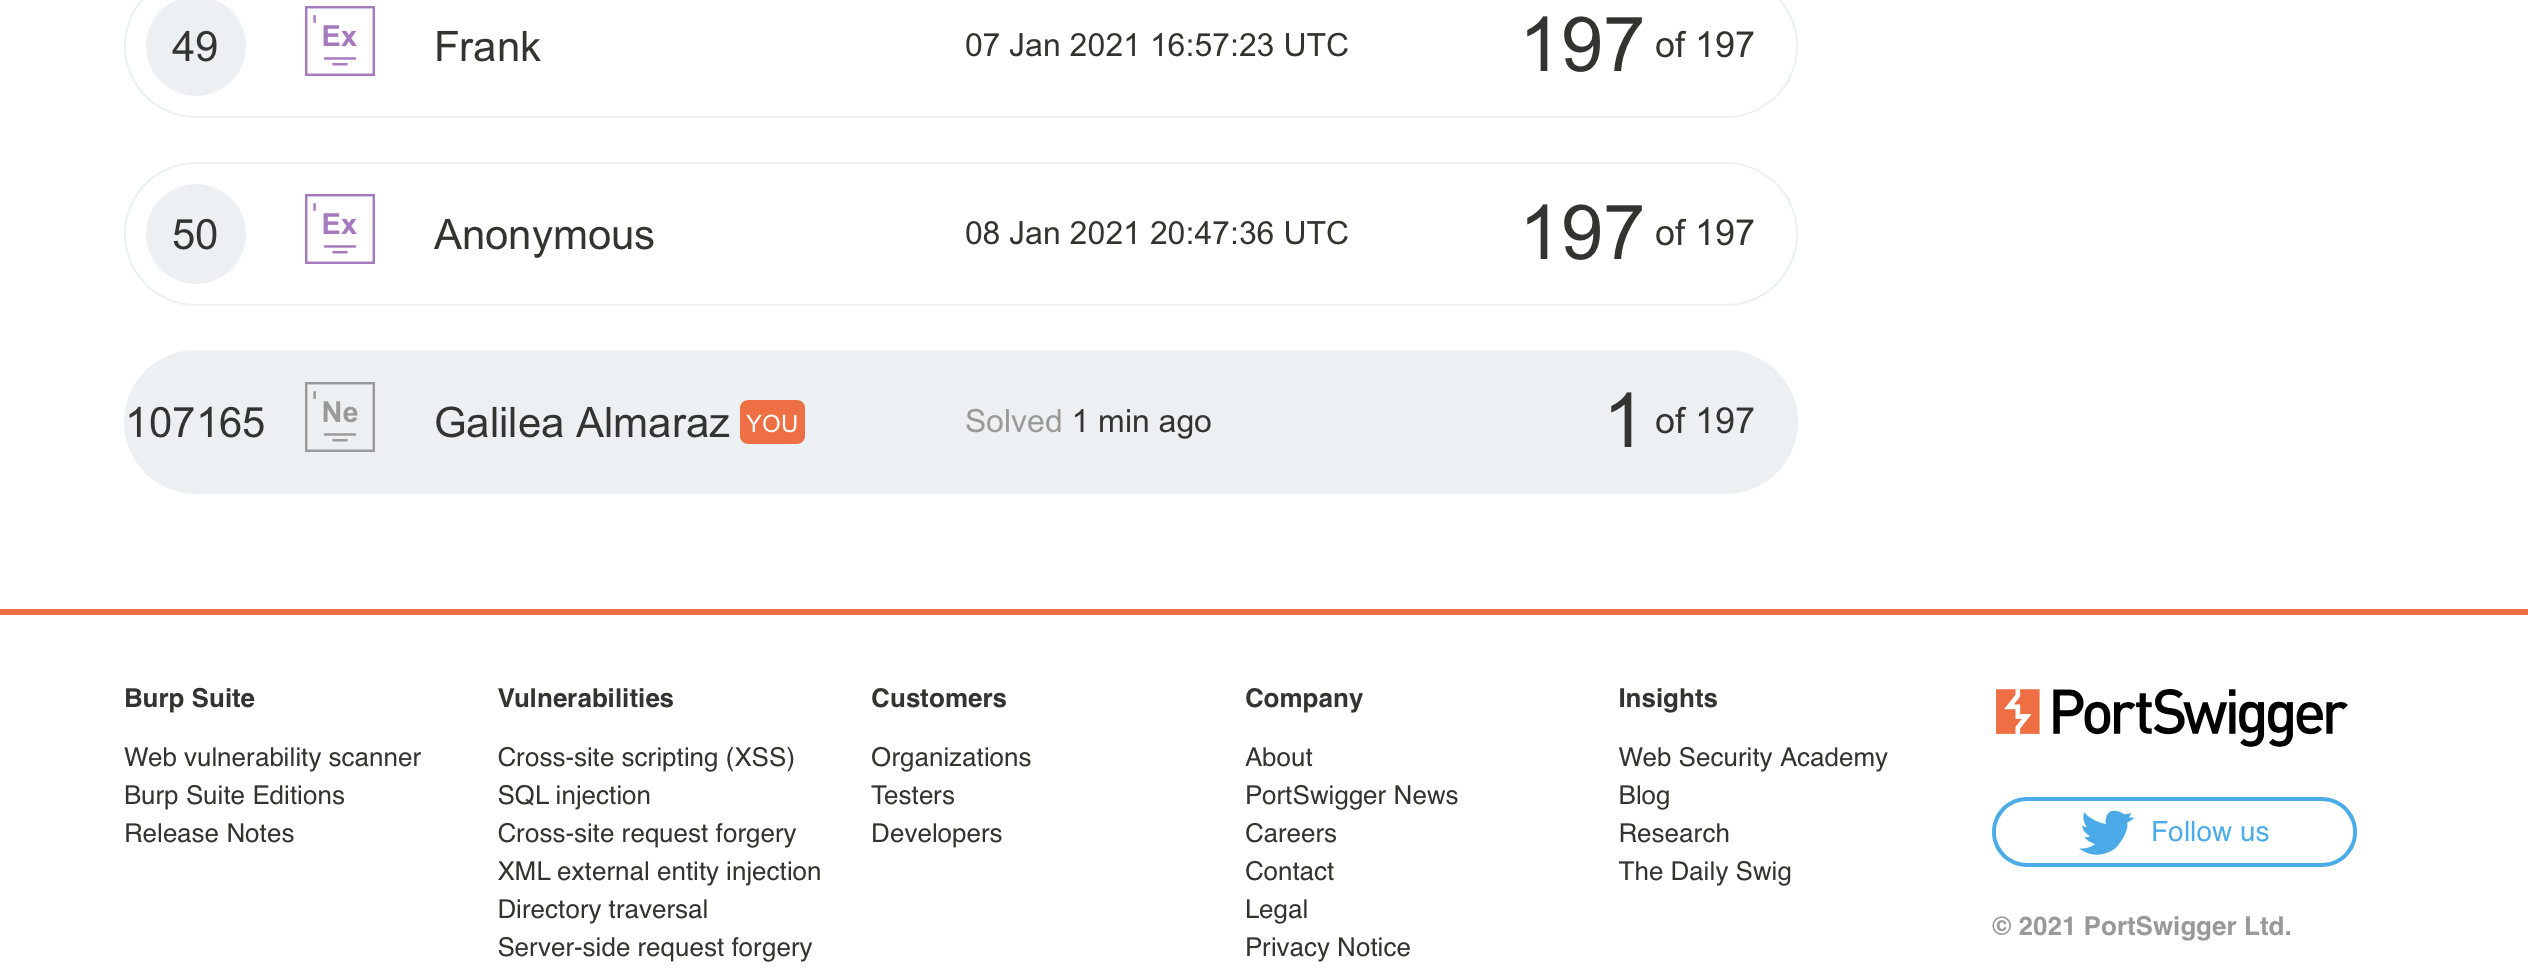 49 Ex Frank 07 Jan 2021 16:57:23 UTC 197 of 197
50 Ex Anonymous 08 Jan 2021 20:47:36 UTC 197 of 197
107165 Ne Galilea Almaraz YOU Solved 1 min ago 1 of 197
Burp Suite
Web vulnerability scanner
Burp Suite Editions
Release Notes
Vulnerabilities
Cross-site scripting (XSS)
SQL injection
Cross-site request forgery
XML external entity injection
Directory traversal
Server-side request forgery
Customers
Organizations
Testers
Developers
Company
About
PortSwigger News
Careers
Contact
Legal
Privacy Notice
Insights
Web Security Academy
Blog
Research
The Daily Swig
PortSwigger
Follow us
© 2021 PortSwigger Ltd.